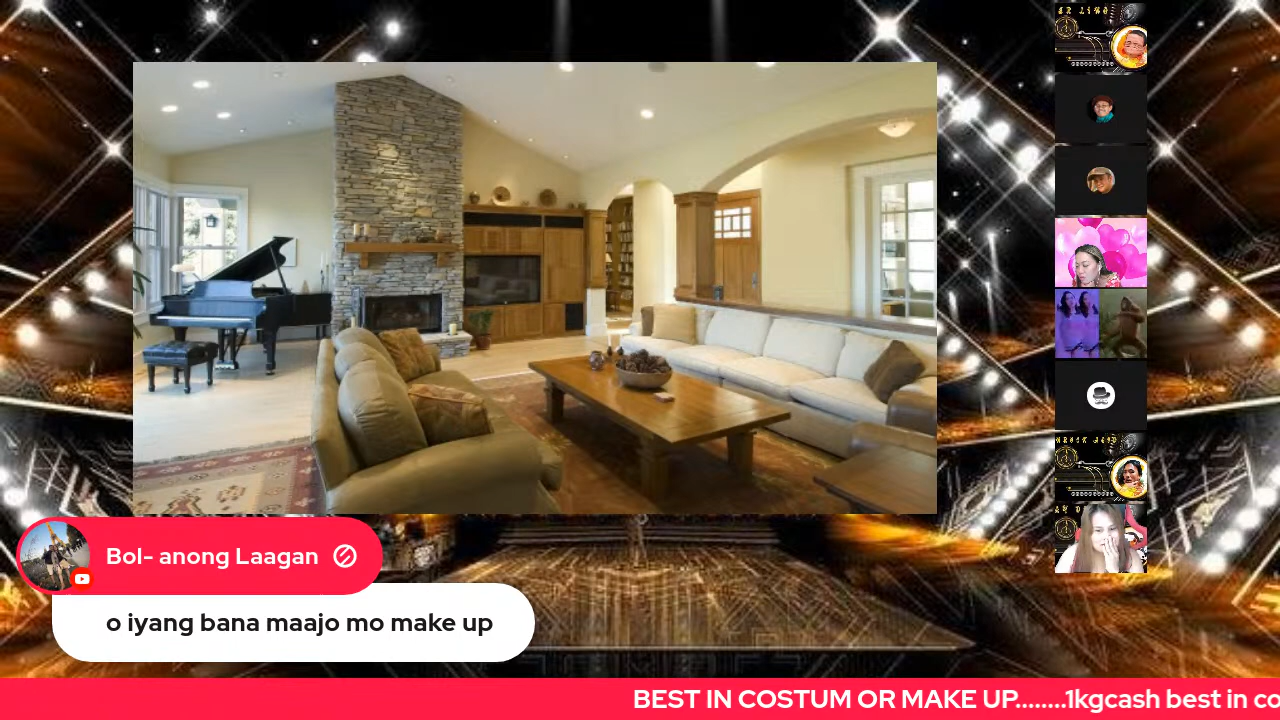 Bol- anong Laagan
o iyang bana maajo mo make up
BEST IN COSTUM OR MAKE UP........1kgcash best in co